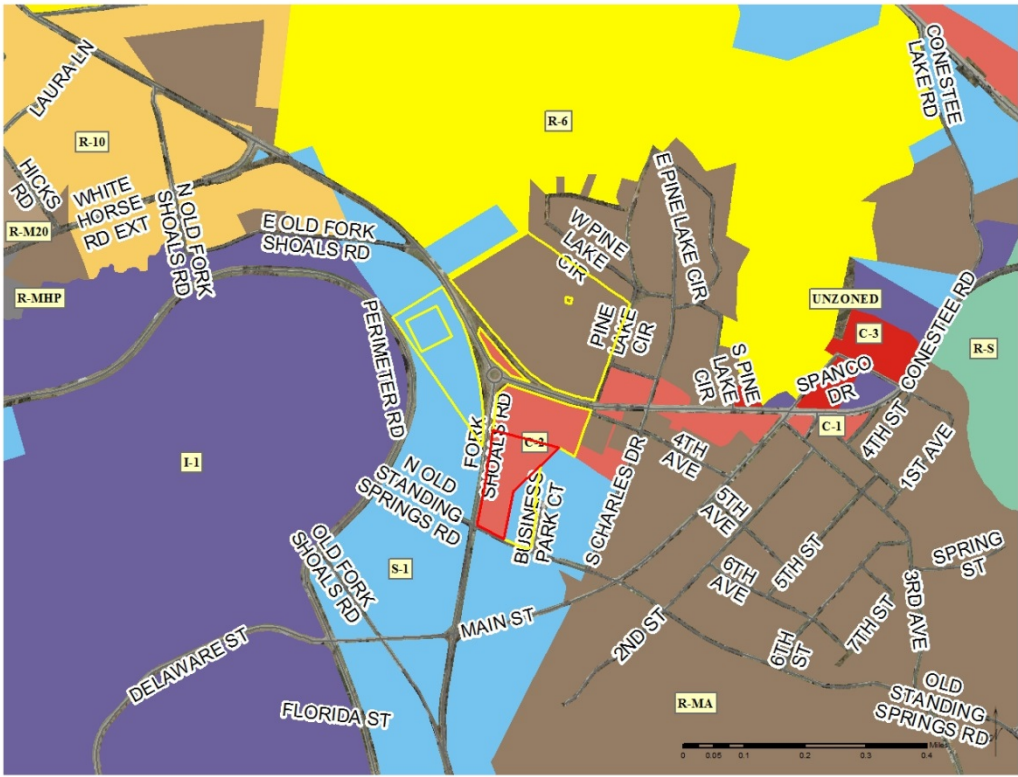 LAURA LN
CONESTEE
LAKE RD
R-10
R-6
HICKS
RD
WHITE
HORSE
RD EXT
N OLD FORK
SHOALS RD
E OLD FORK
SHOALS RD
W PINE
LAKE
CIR
E PINE LAKE CIR
R-M20
R-MHP
PERIMETER RD
PINE
LAKE
CIR
UNZONED
C-3
CONESTEE RD
R-S
S PINE
LAKE
CIR
SPANCO
DR
C-1
FORK
SHOALS RD
C-2
4TH
AVE
4TH ST
1ST AVE
I-1
N OLD
STANDING
SPRINGS RD
BUSINESS
PARK CT
S CHARLES DR
5TH
AVE
OLD FORK
SHOALS RD
S-1
6TH
AVE
5TH ST
SPRING
ST
3RD AVE
MAIN ST
2ND ST
6TH
ST
7TH ST
DELAWARE ST
FLORIDA ST
R-MA
OLD
STANDING
SPRINGS RD
Miles
0 0.05 0.1 0.2 0.3 0.4